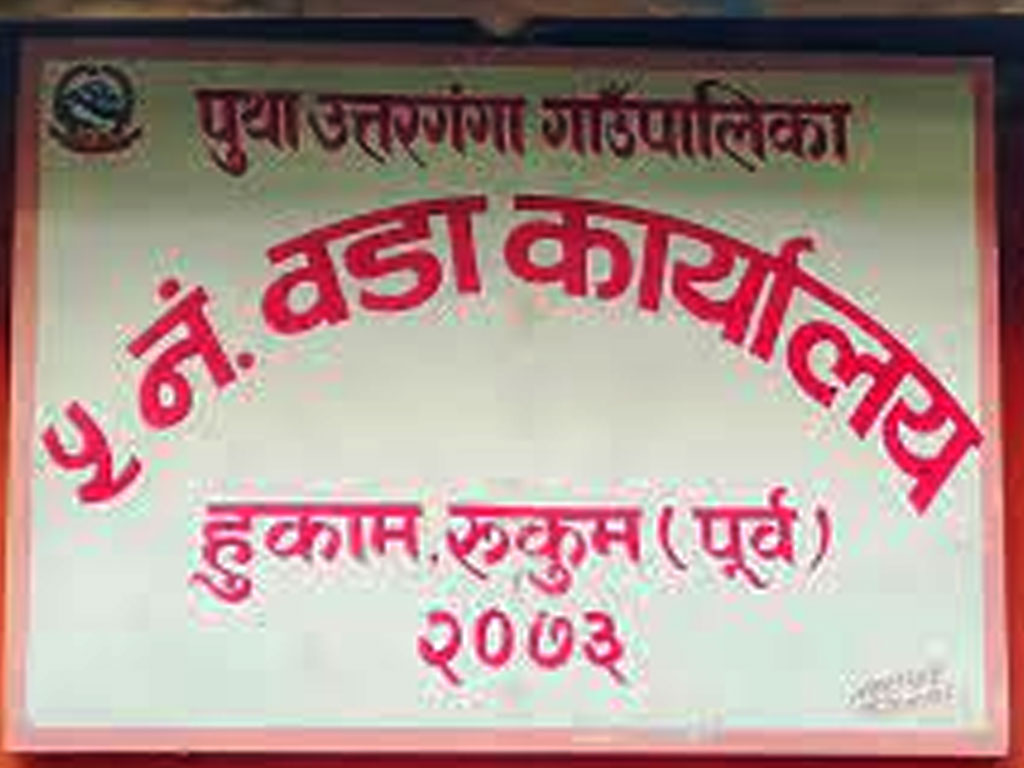 पुथा उत्तरगंगा गाउँपालिका
५ नं. वडा कार्यालय
हुकाम, रुकुम (पूर्व)
२०७३